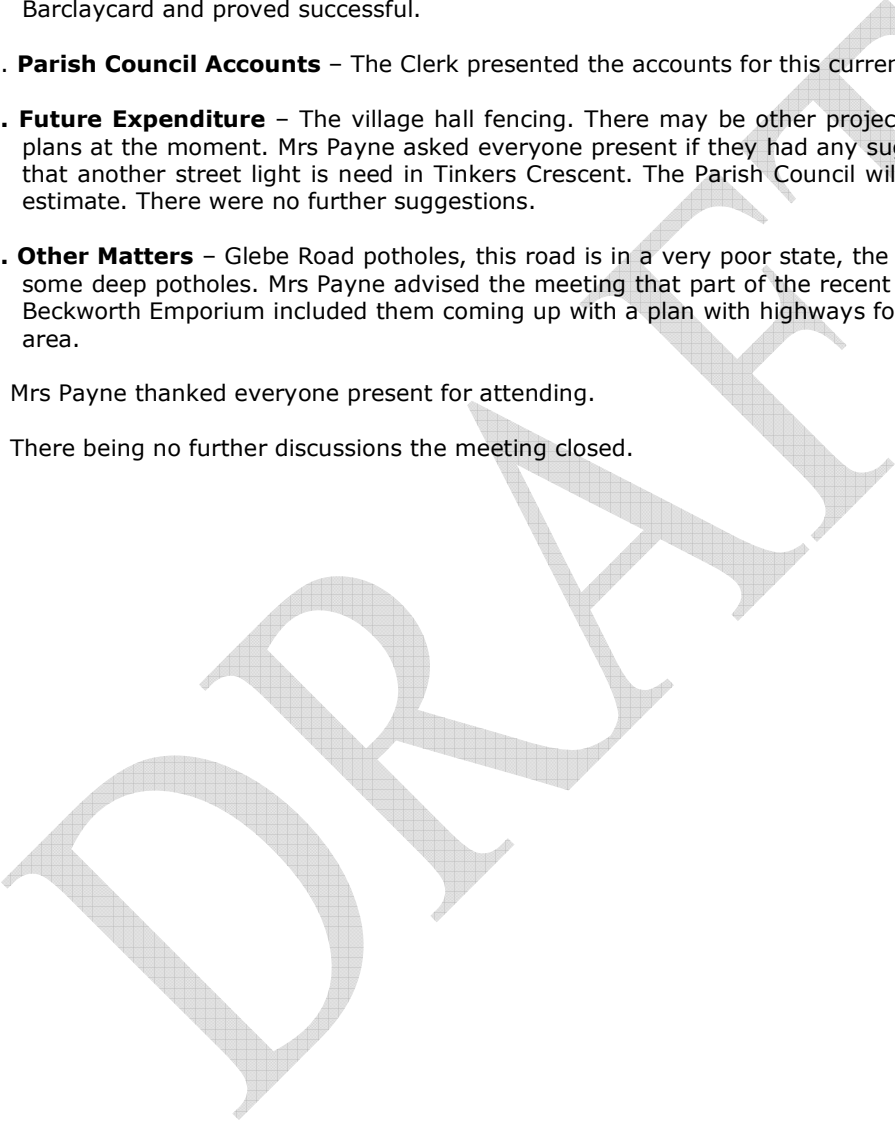 Barclaycard and proved successful.
. Parish Council Accounts – The Clerk presented the accounts for this curren
. Future Expenditure – The village hall fencing. There may be other projec
plans at the moment. Mrs Payne asked everyone present if they had any su
that another street light is need in Tinkers Crescent. The Parish Council wil
estimate. There were no further suggestions.
. Other Matters – Glebe Road potholes, this road is in a very poor state, the
some deep potholes. Mrs Payne advised the meeting that part of the recent
Beckworth Emporium included them coming up with a plan with highways fo
area.
Mrs Payne thanked everyone present for attending.
There being no further discussions the meeting closed.
DRAFT